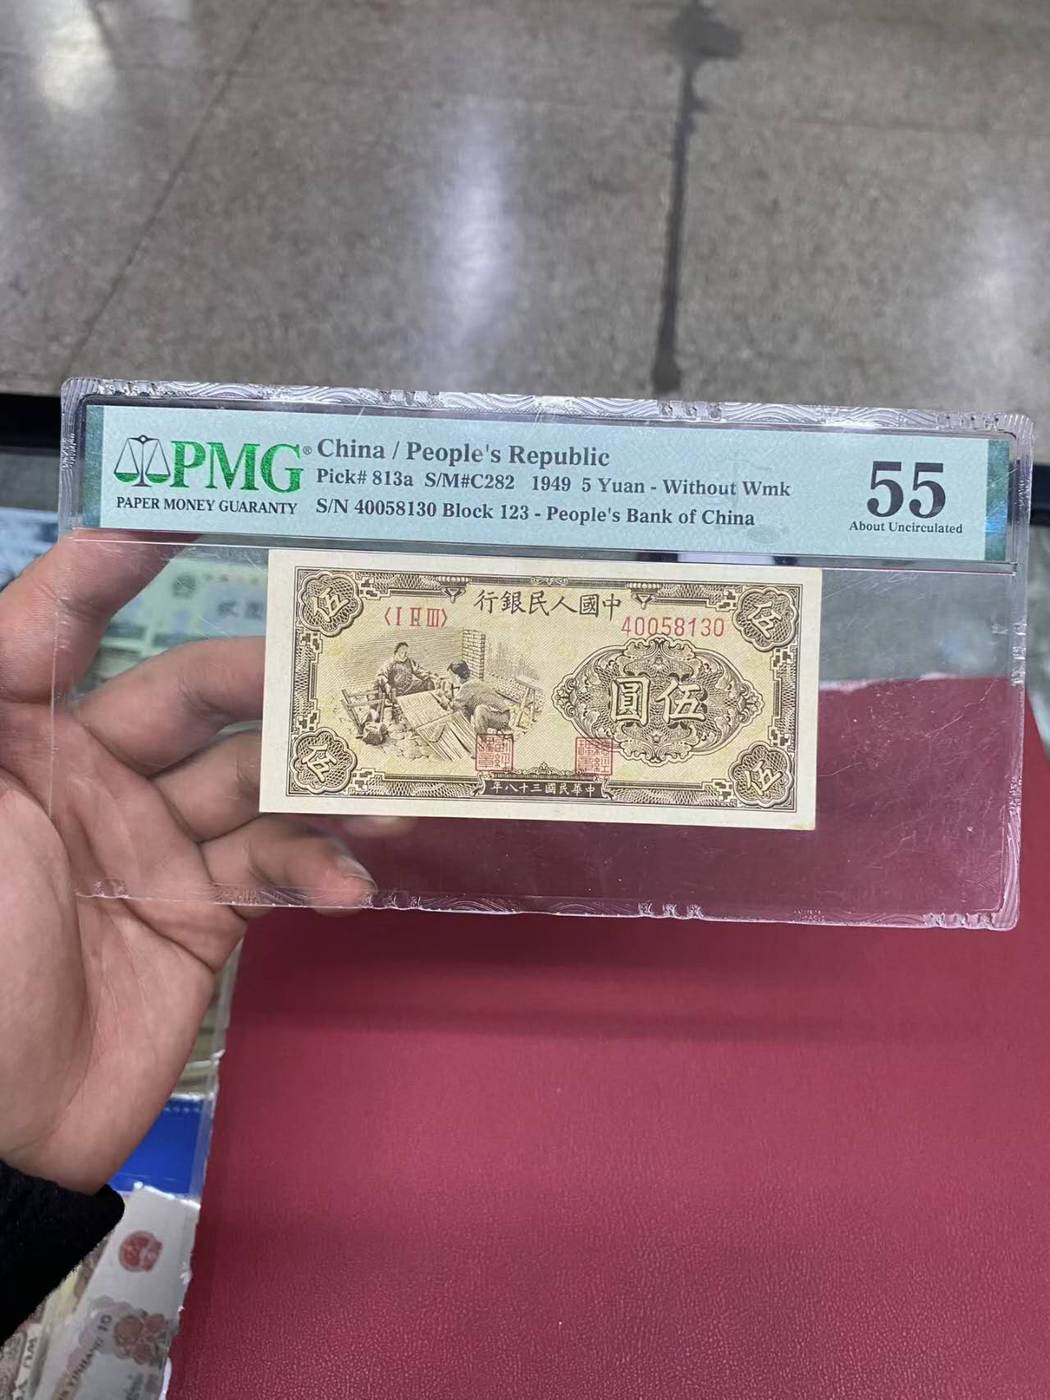 PMG® China / People's Republic
Pick# 813a S/M#C282 1949 5 Yuan - Without Wmk
PAPER MONEY GUARANTY
S/N 40058130 Block 123 - People's Bank of China
55
About Uncirculated
行銀民人國中
〈I II III〉
40058130
伍
伍
圓伍
伍
伍
年八十三國民華中
10